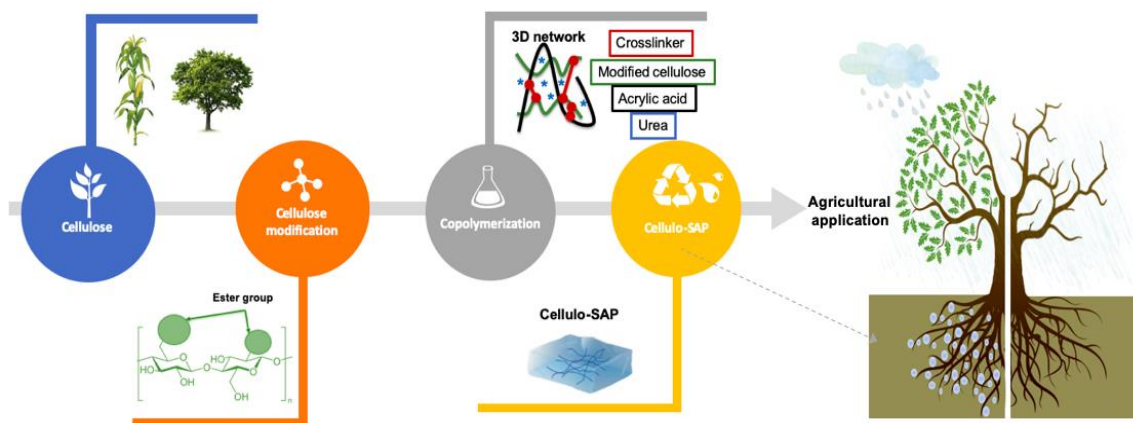 3D network
Crosslinker
Modified cellulose
Acrylic acid
Urea
Cellulose
Cellulose
modification
Copolymerization
Cellulo-SAP
Agricultural
application
Ester group
HO
OH
O
O
HO
O
O
OH
n
Cellulo-SAP